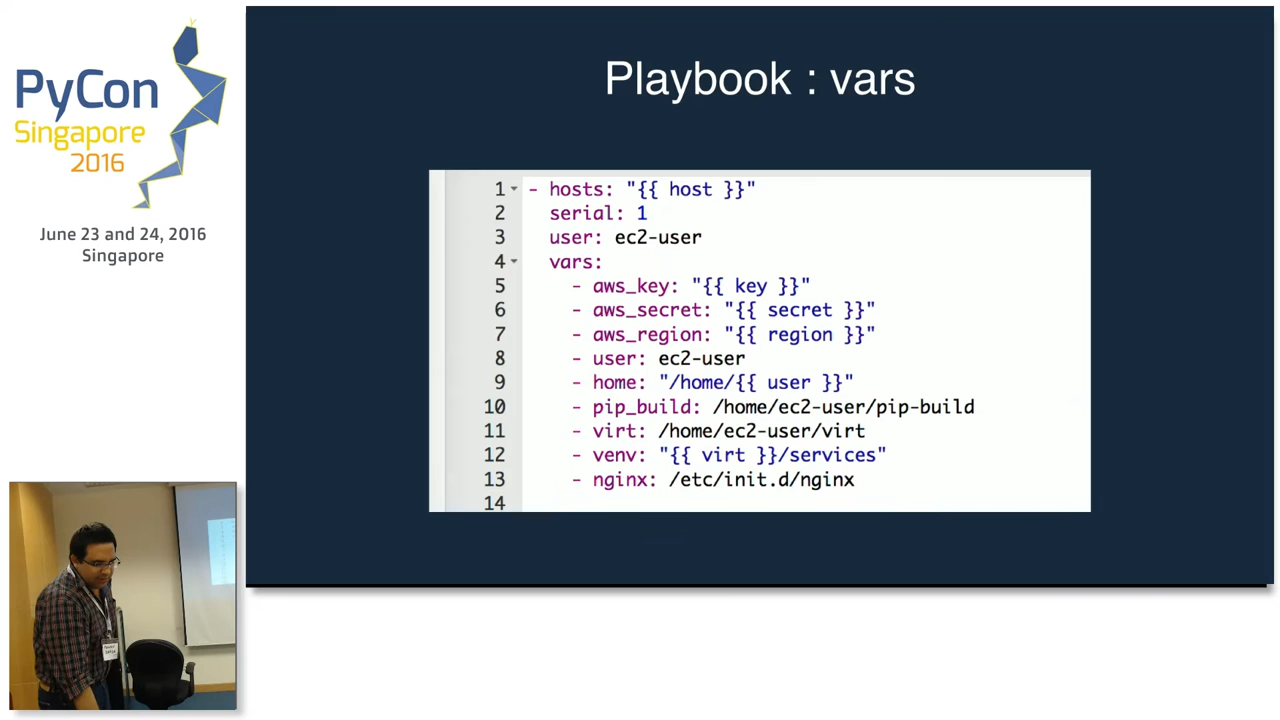 PyCon
Singapore
2016
June 23 and 24, 2016
Singapore
Playbook : vars
1 - hosts: "{{ host }}"
2 serial: 1
3 user: ec2-user
4 vars:
5 - aws_key: "{{ key }}"
6 - aws_secret: "{{ secret }}"
7 - aws_region: "{{ region }}"
8 - user: ec2-user
9 - home: "/home/{{ user }}"
10 - pip_build: /home/ec2-user/pip-build
11 - virt: /home/ec2-user/virt
12 - venv: "{{ virt }}/services"
13 - nginx: /etc/init.d/nginx
14